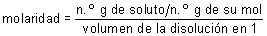 molaridad = n.° g de soluto/n.° g de su mol
volumen de la disolución en 1